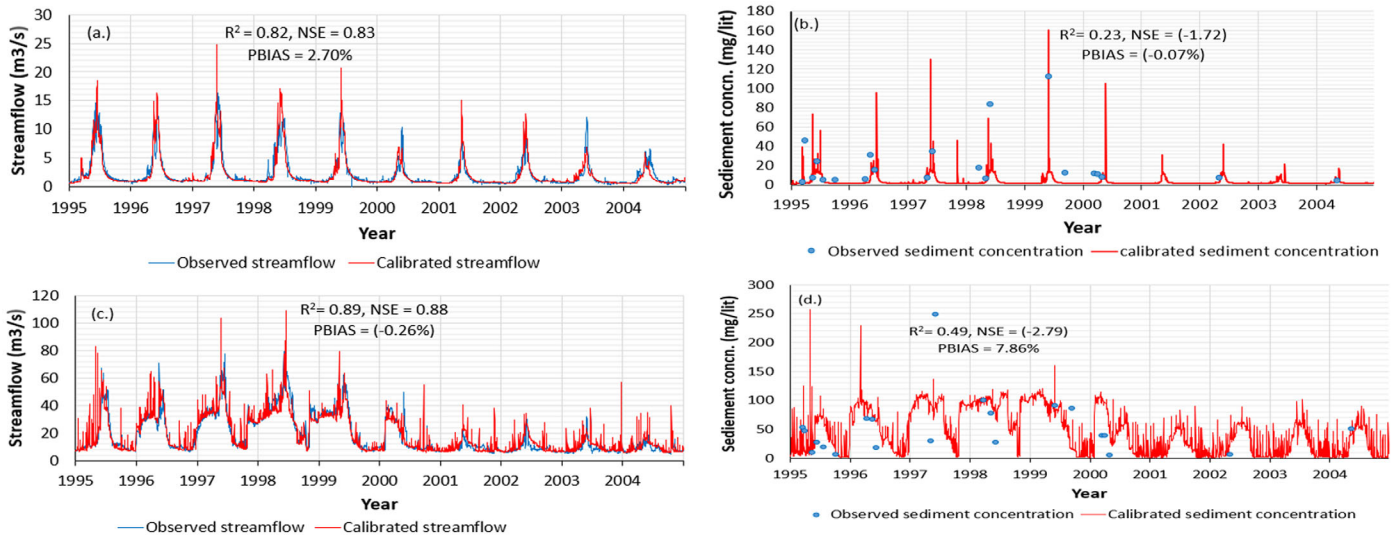 (a.)
R² = 0.82, NSE = 0.83
PBIAS = 2.70%
Streamflow (m3/s)
30
25
20
15
10
5
0
1995 1996 1997 1998 1999 2000 2001 2002 2003 2004
Year
Observed streamflow Calibrated streamflow
(b.)
R² = 0.23, NSE = (-1.72)
PBIAS = (-0.07%)
Sediement concn. (mg/lit)
160
140
120
100
80
60
40
20
0
1995 1996 1997 1998 1999 2000 2001 2002 2003 2004
Year
Observed sediment concentration calibrated sediment concentration
(c.)
R²= 0.89, NSE = 0.88
PBIAS = (-0.26%)
Streamflow (m3/s)
120
100
80
60
40
20
0
1995 1996 1997 1998 1999 2000 2001 2002 2003 2004
Year
Observed streamflow Calibrated streamflow
(d.)
R² = 0.49, NSE = (-2.79)
PBIAS = 7.86%
Sediment concn. (mg/lit)
300
250
200
150
100
50
0
1995 1996 1997 1998 1999 2000 2001 2002 2003 2004
Year
Observed sediment concentration Calibrated sediment concentration